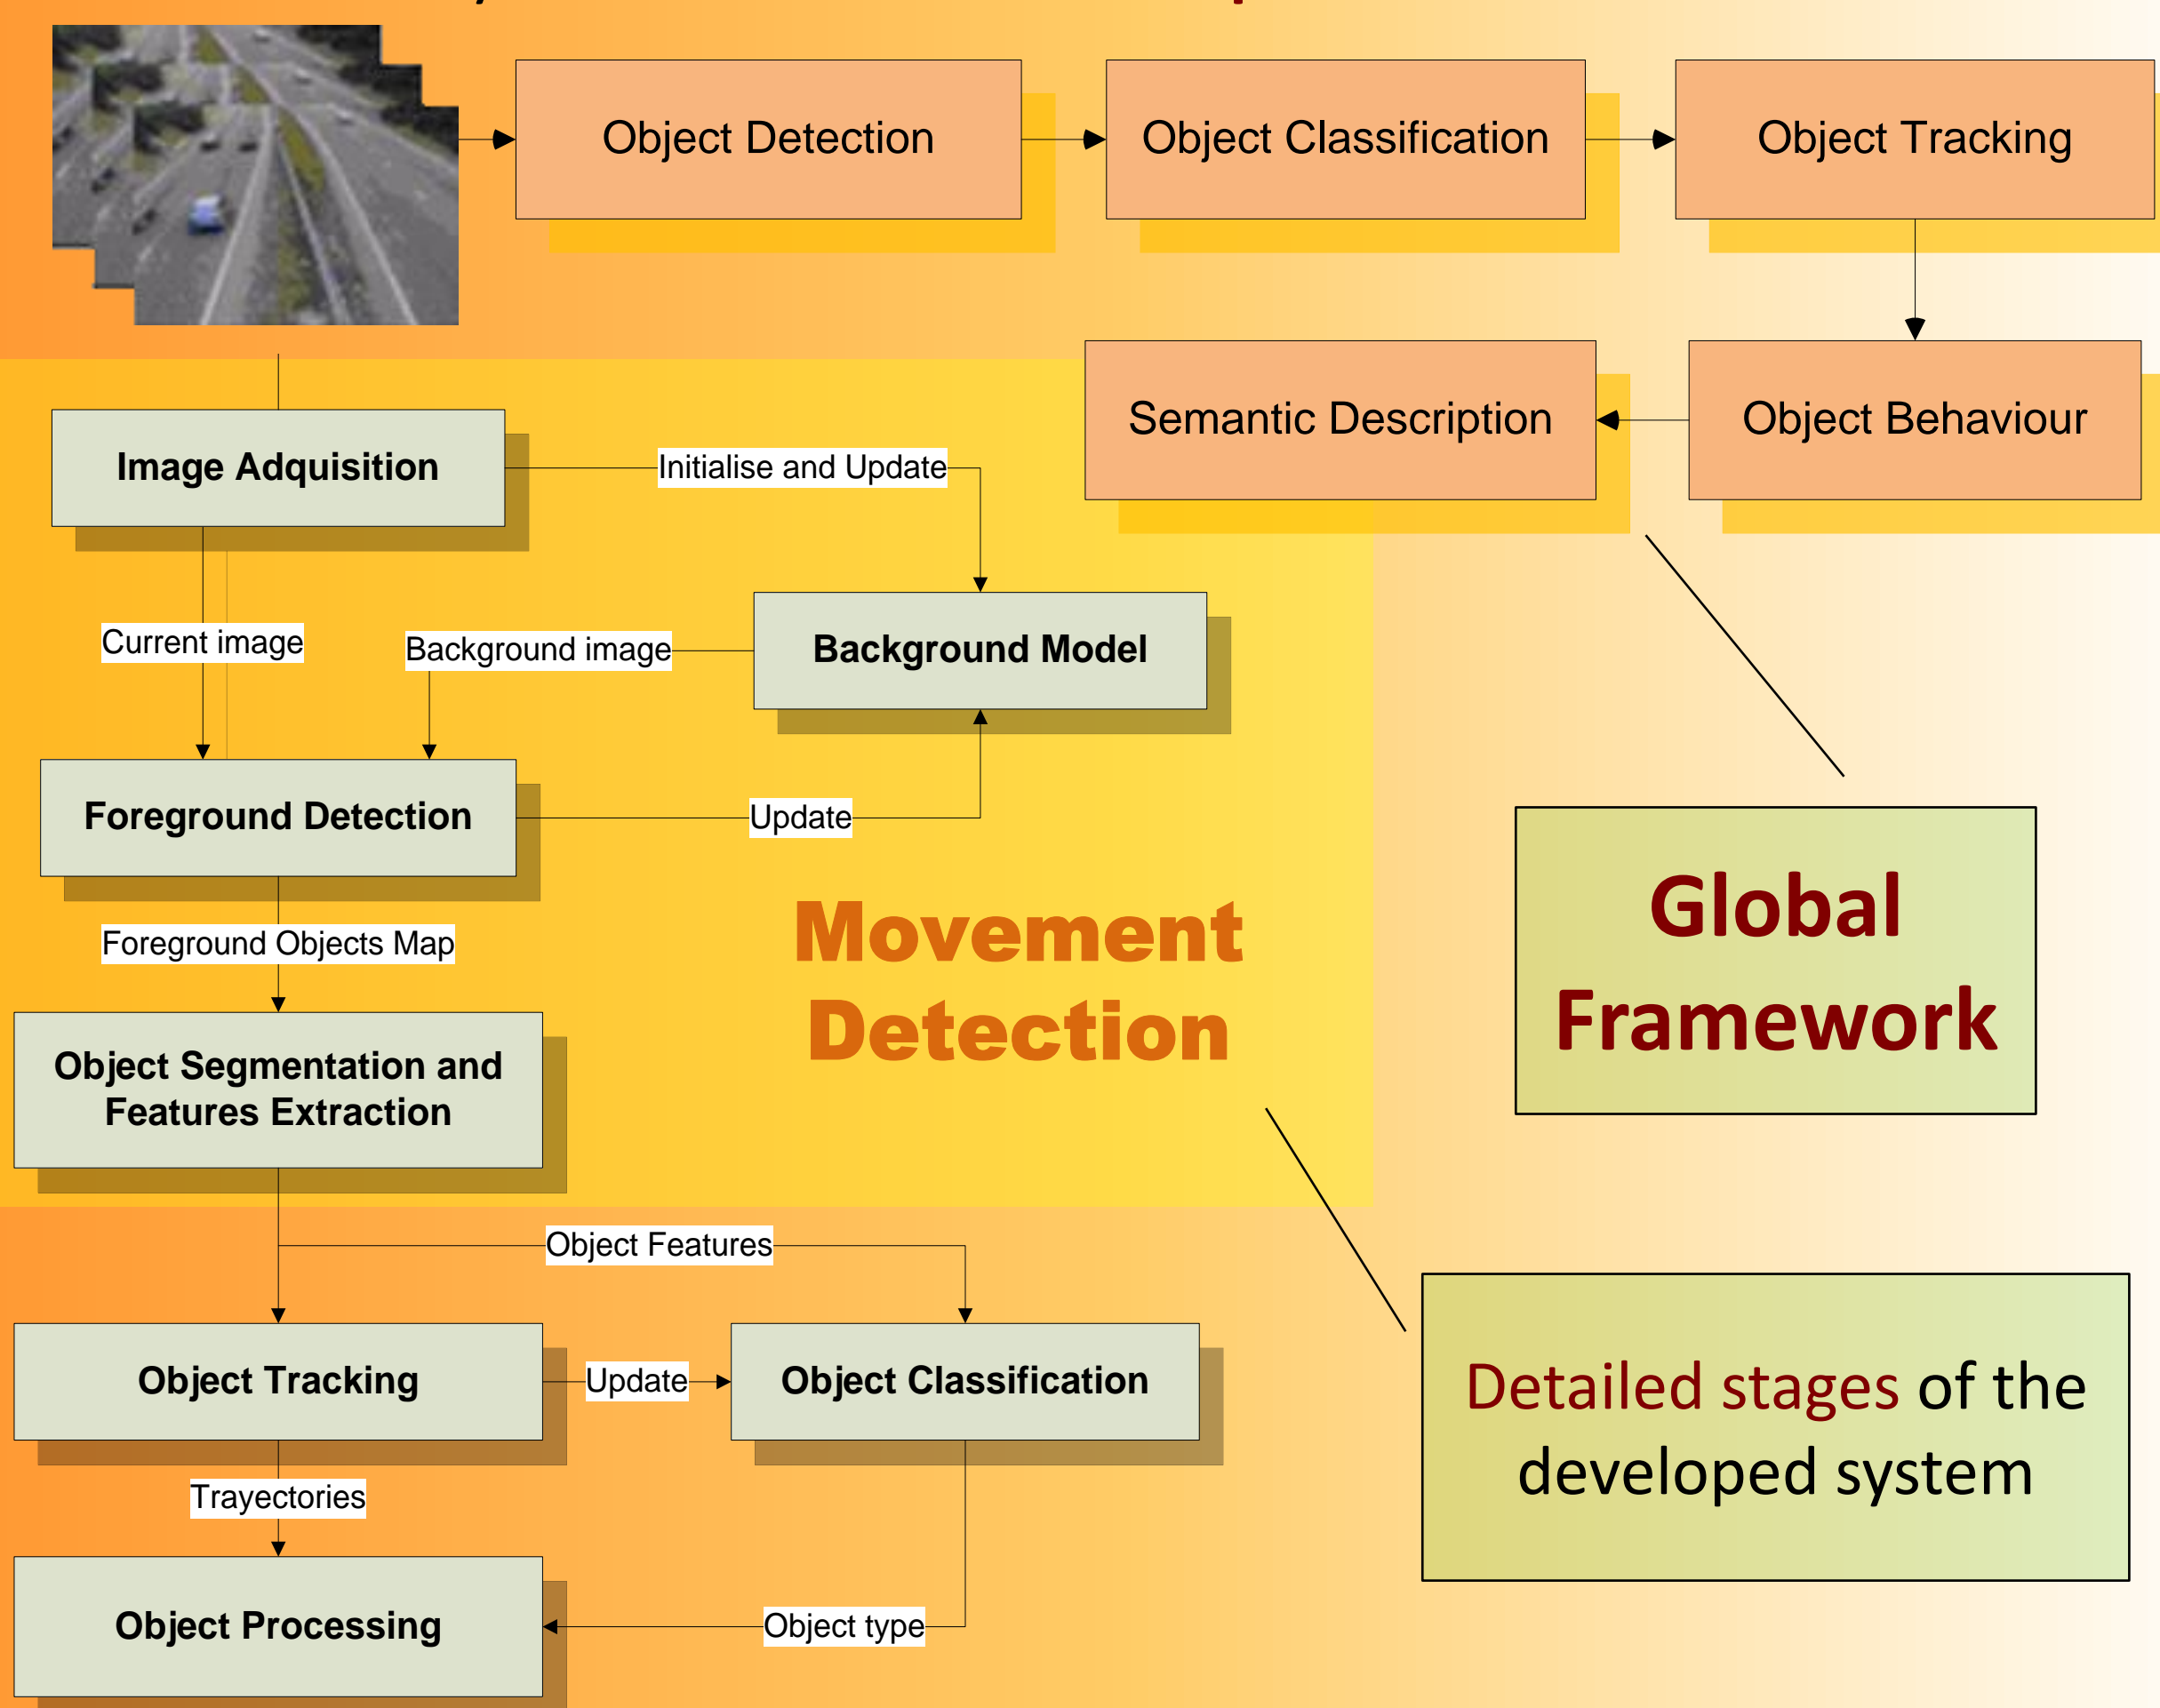 Object Detection
Object Classification
Object Tracking
Semantic Description
Object Behaviour
Image Adquisition
Initialise and Update
Current image
Background image
Background Model
Foreground Detection
Update
Foreground Objects Map
Movement
Detection
Global
Framework
Object Segmentation and
Features Extraction
Object Features
Object Tracking
Update
Object Classification
Detailed stages of the
developed system
Trayectories
Object Processing
Object type